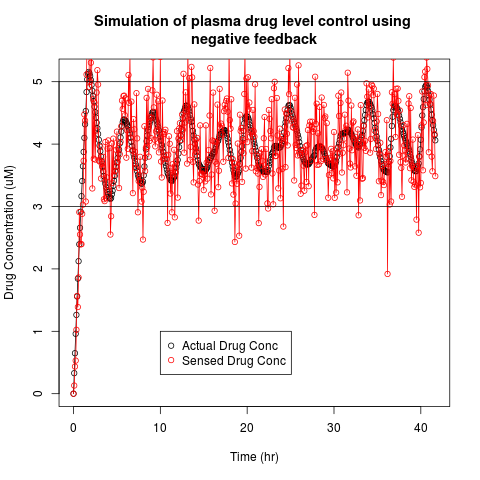 Simulation of plasma drug level control using
negative feedback
Drug Concentration (uM)
5
4
3
2
1
0
Actual Drug Conc
Sensed Drug Conc
0 10 20 30 40
Time (hr)